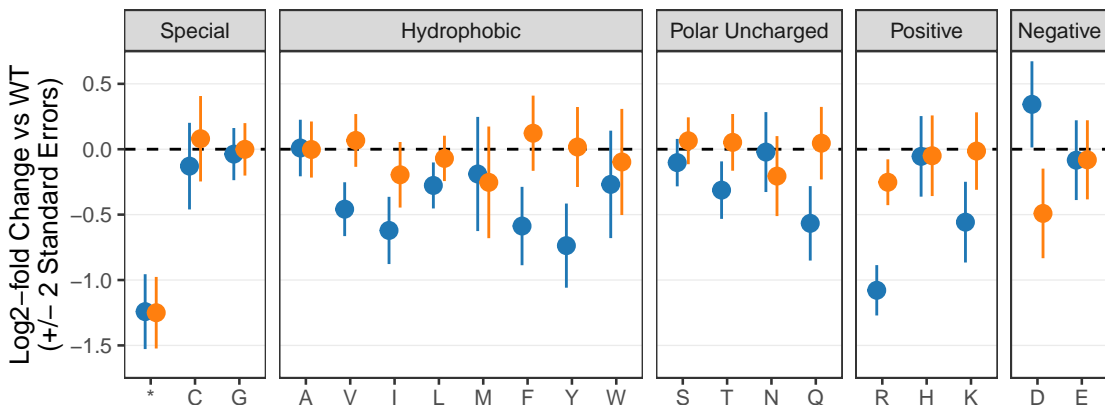 Special Hydrophobic Polar Uncharged Positive Negative
Log2−fold Change vs WT
(+/− 2 Standard Errors)
0.5
0.0
−0.5
−1.0
−1.5
* C G A V I L M F Y W S T N Q R H K D E